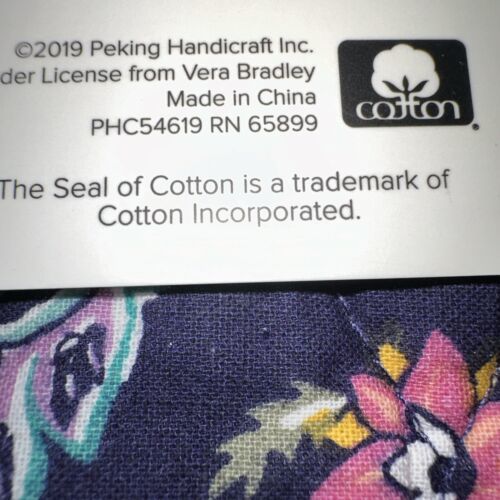 ©2019 Peking Handicraft Inc.
der License from Vera Bradley
Made in China
PHC54619 RN 65899
cotton®
The Seal of Cotton is a trademark of
Cotton Incorporated.